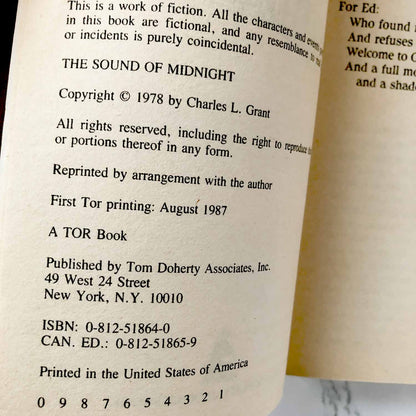 This is a work of fiction. All the characters and events
in this book are fictional, and any resemblance to real
or incidents is purely coincidental.
THE SOUND OF MIDNIGHT
Copyright © 1978 by Charles L. Grant
All rights reserved, including the right to reproduce
or portions thereof in any form.
Reprinted by arrangement with the author
First Tor printing: August 1987
A TOR Book
Published by Tom Doherty Associates, Inc.
49 West 24 Street
New York, N.Y. 10010
ISBN: 0-812-51864-0
CAN. ED.: 0-812-51865-9
Printed in the United States of America
0 9 8 7 6 5 4 3 2 1
For Ed:
Who found
And refuses
Welcome to
And a full
and a